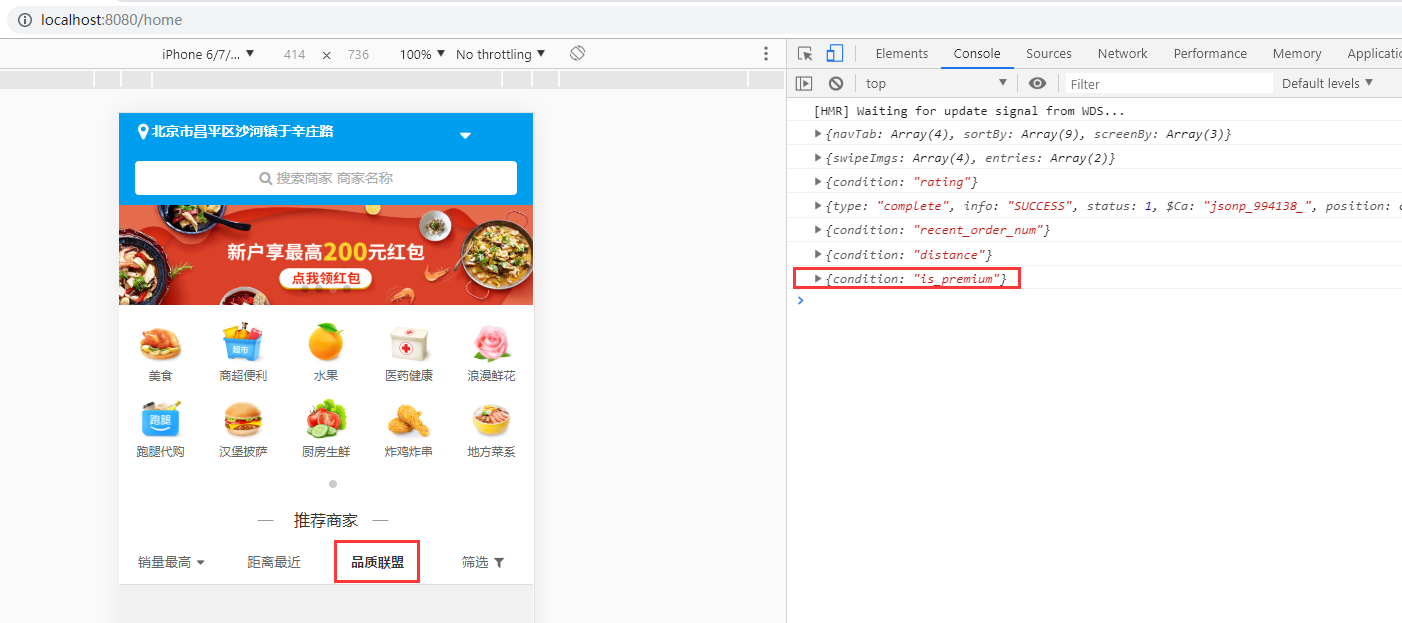 localhost:8080/home
iPhone 6/7/... ▼ 414 × 736 100% ▼ No throttling ▼
Elements Console Sources Network Performance Memory Applicatio
top ▼ Filter Default levels ▼
[HMR] Waiting for update signal from WDS...
{navTab: Array(4), sortBy: Array(9), screenBy: Array(3)}
{swipeImgs: Array(4), entries: Array(2)}
{condition: "rating"}
{type: "complete", info: "SUCCESS", status: 1, $Ca: "jsonp_994138_", position: c
{condition: "recent_order_num"}
{condition: "distance"}
{condition: "is_premium"}
北京市昌平区沙河镇于辛庄路
搜索商家 商家名称
新户享最高200元红包
点我领红包
超市
美食 商超便利 水果 医药健康 浪漫鲜花
跑腿
跑腿代购 汉堡披萨 厨房生鲜 炸鸡炸串 地方菜系
— 推荐商家 —
销量最高 距离最近 品质联盟 筛选